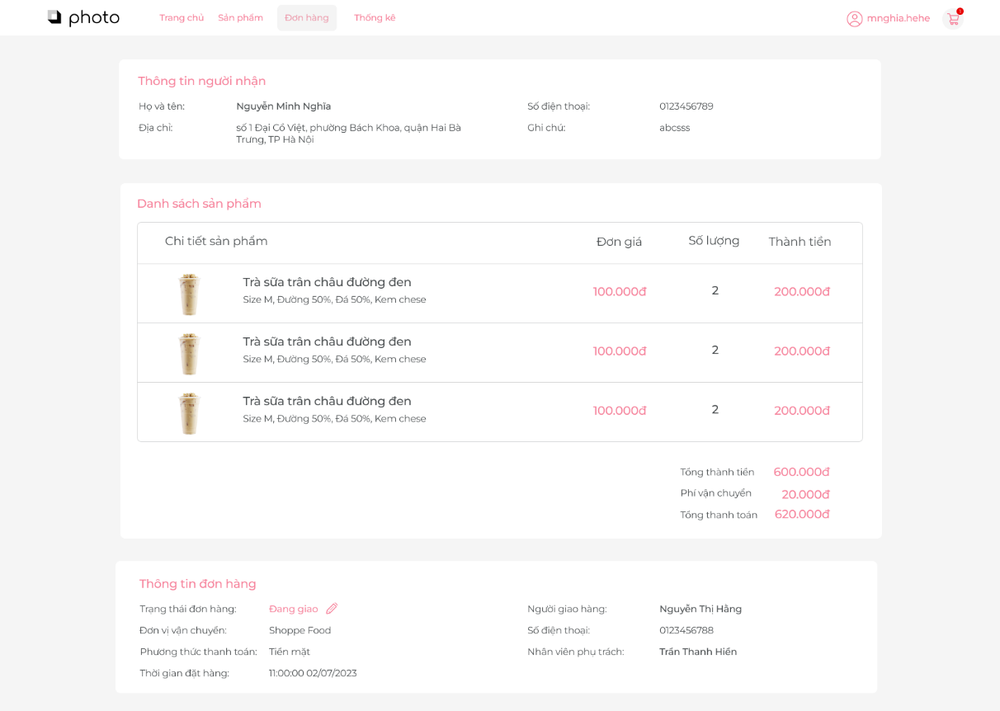 photo
Trang chủ
Sản phẩm
Đơn hàng
Thống kê
mnghia.hehe
1
Thông tin người nhận
Họ và tên: Nguyễn Minh Nghĩa
Số điện thoại: 0123456789
Địa chỉ: số 1 Đại Cồ Việt, phường Bách Khoa, quận Hai Bà
Trưng, TP Hà Nội
Ghi chú: abcsss
Danh sách sản phẩm
Chi tiết sản phẩm Đơn giá Số lượng Thành tiền
Trà sữa trân châu đường đen
Size M, Đường 50%, Đá 50%, Kem chese
100.000đ 2 200.000đ
Trà sữa trân châu đường đen
Size M, Đường 50%, Đá 50%, Kem chese
100.000đ 2 200.000đ
Trà sữa trân châu đường đen
Size M, Đường 50%, Đá 50%, Kem chese
100.000đ 2 200.000đ
Tổng thành tiền 600.000đ
Phí vận chuyển 20.000đ
Tổng thanh toán 620.000đ
Thông tin đơn hàng
Trạng thái đơn hàng: Đang giao
Người giao hàng: Nguyễn Thị Hằng
Đơn vị vận chuyển: Shoppe Food
Số điện thoại: 0123456788
Phương thức thanh toán: Tiền mặt
Nhân viên phụ trách: Trần Thanh Hiền
Thời gian đặt hàng: 11:00:00 02/07/2023